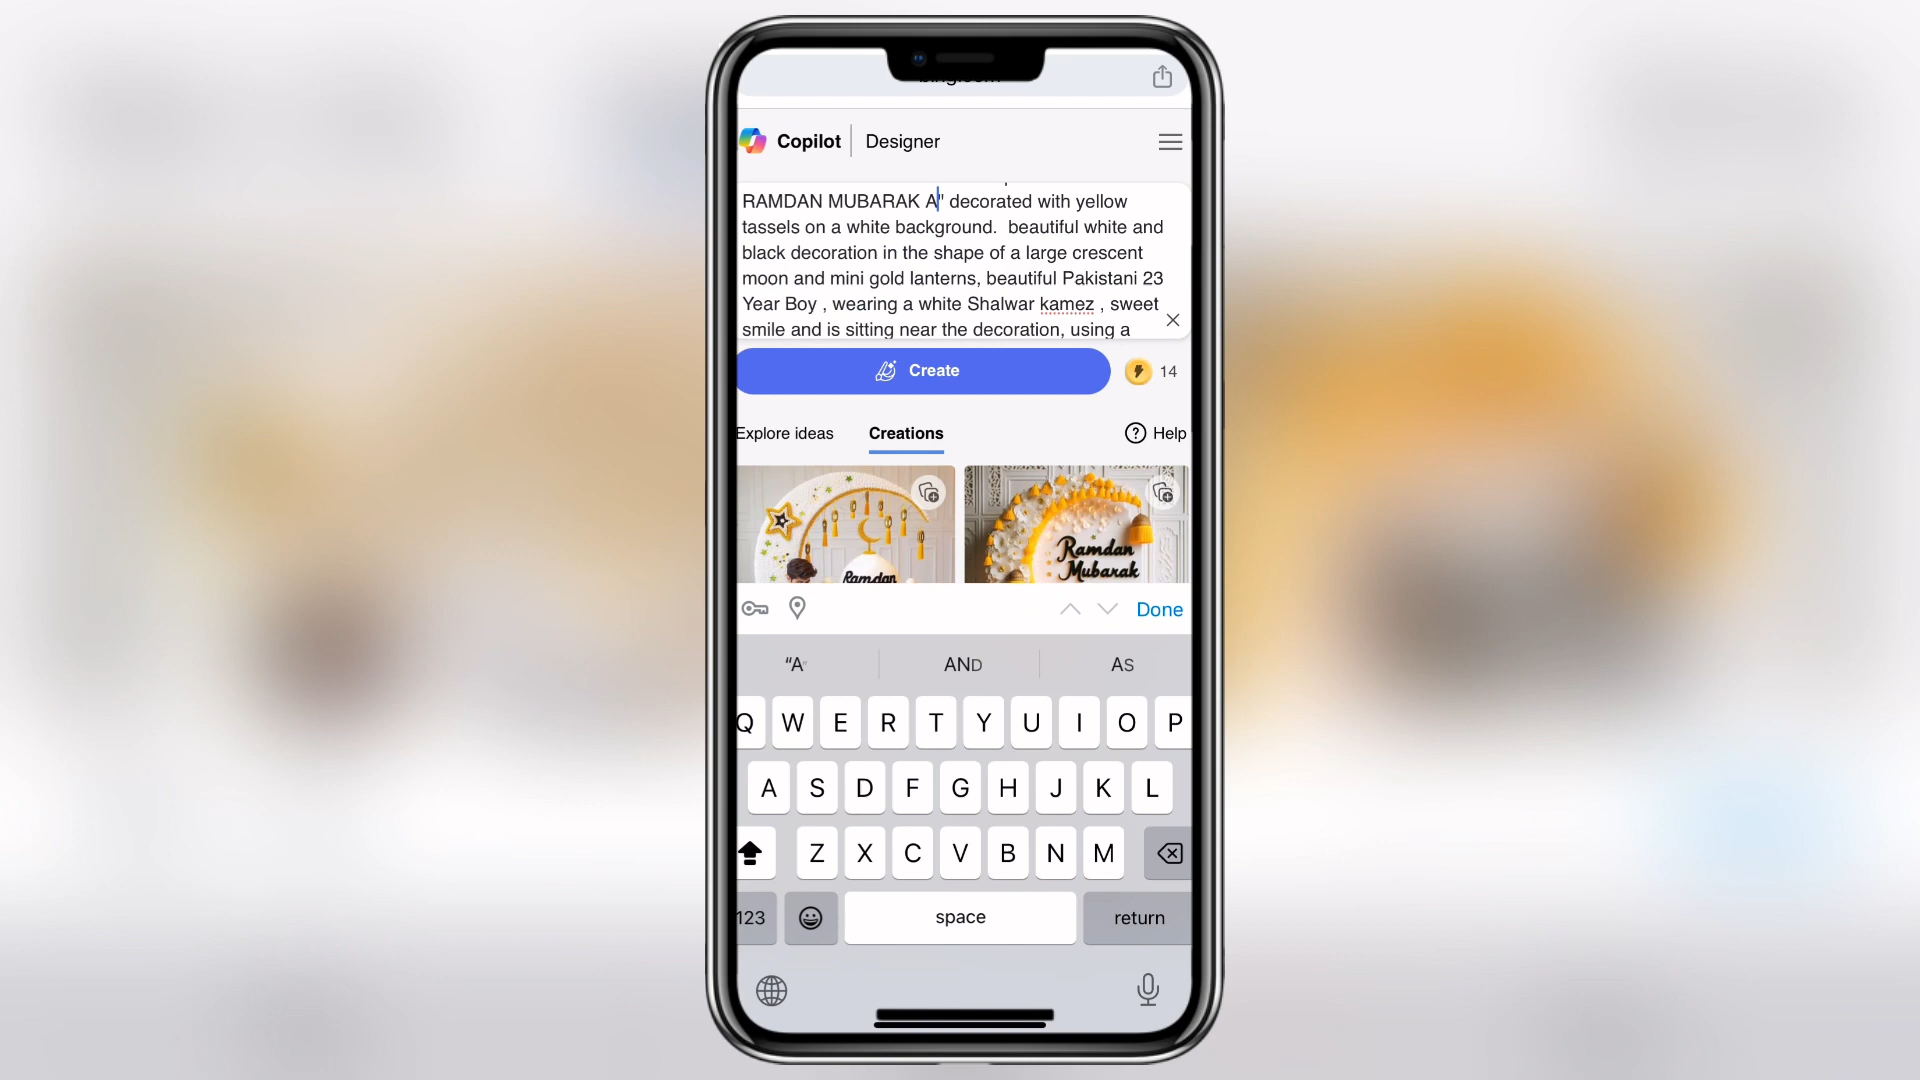 Copilot | Designer
RAMDAN MUBARAK A" decorated with yellow
tassels on a white background.  beautiful white and
black decoration in the shape of a large crescent
moon and mini gold lanterns, beautiful Pakistani 23
Year Boy , wearing a white Shalwar kamez , sweet
smile and is sitting near the decoration, using a
Create
14
Explore ideas
Creations
Help
Ramdan
Ramdan
Mubarak
Done
"A"
AND
AS
Q W E R T Y U I O P
A S D F G H J K L
Z X C V B N M
123
space
return